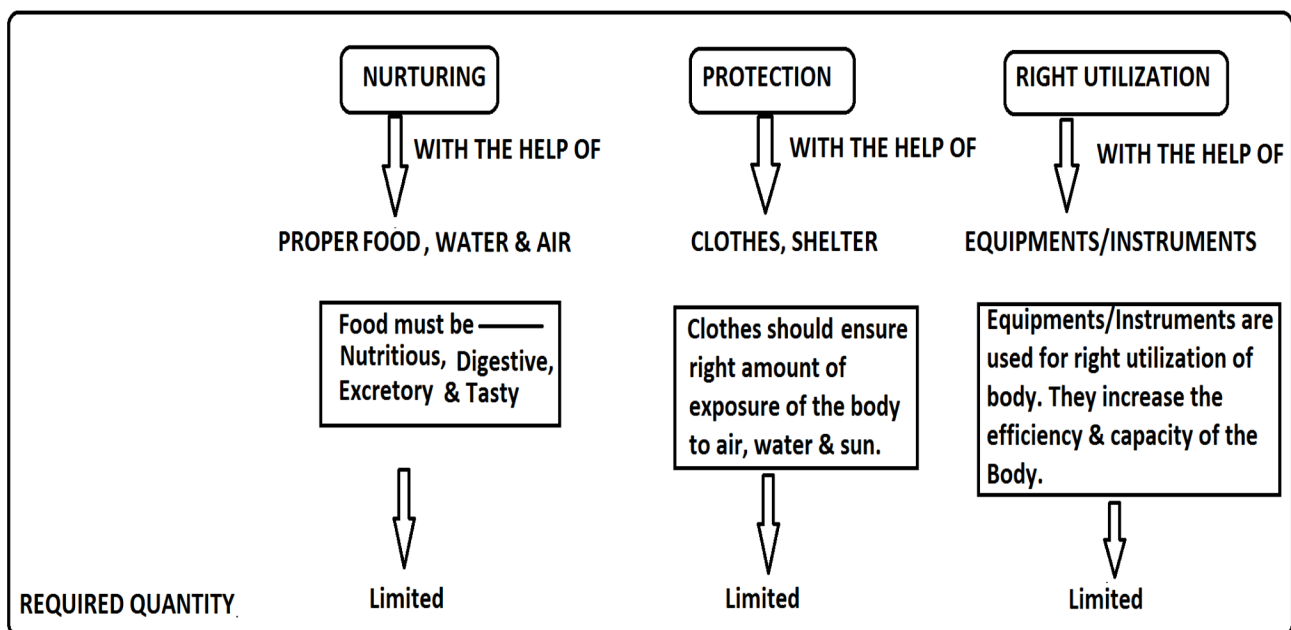 NURTURING
WITH THE HELP OF
PROPER FOOD, WATER & AIR
Food must be ———
Nutritious, Digestive,
Excretory & Tasty
Limited
PROTECTION
WITH THE HELP OF
CLOTHES, SHELTER
Clothes should ensure
right amount of
exposure of the body
to air, water & sun.
Limited
RIGHT UTILIZATION
WITH THE HELP OF
EQUIPMENTS/INSTRUMENTS
Equipments/Instruments are
used for right utilization of
body. They increase the
efficiency & capacity of the
Body.
Limited
REQUIRED QUANTITY